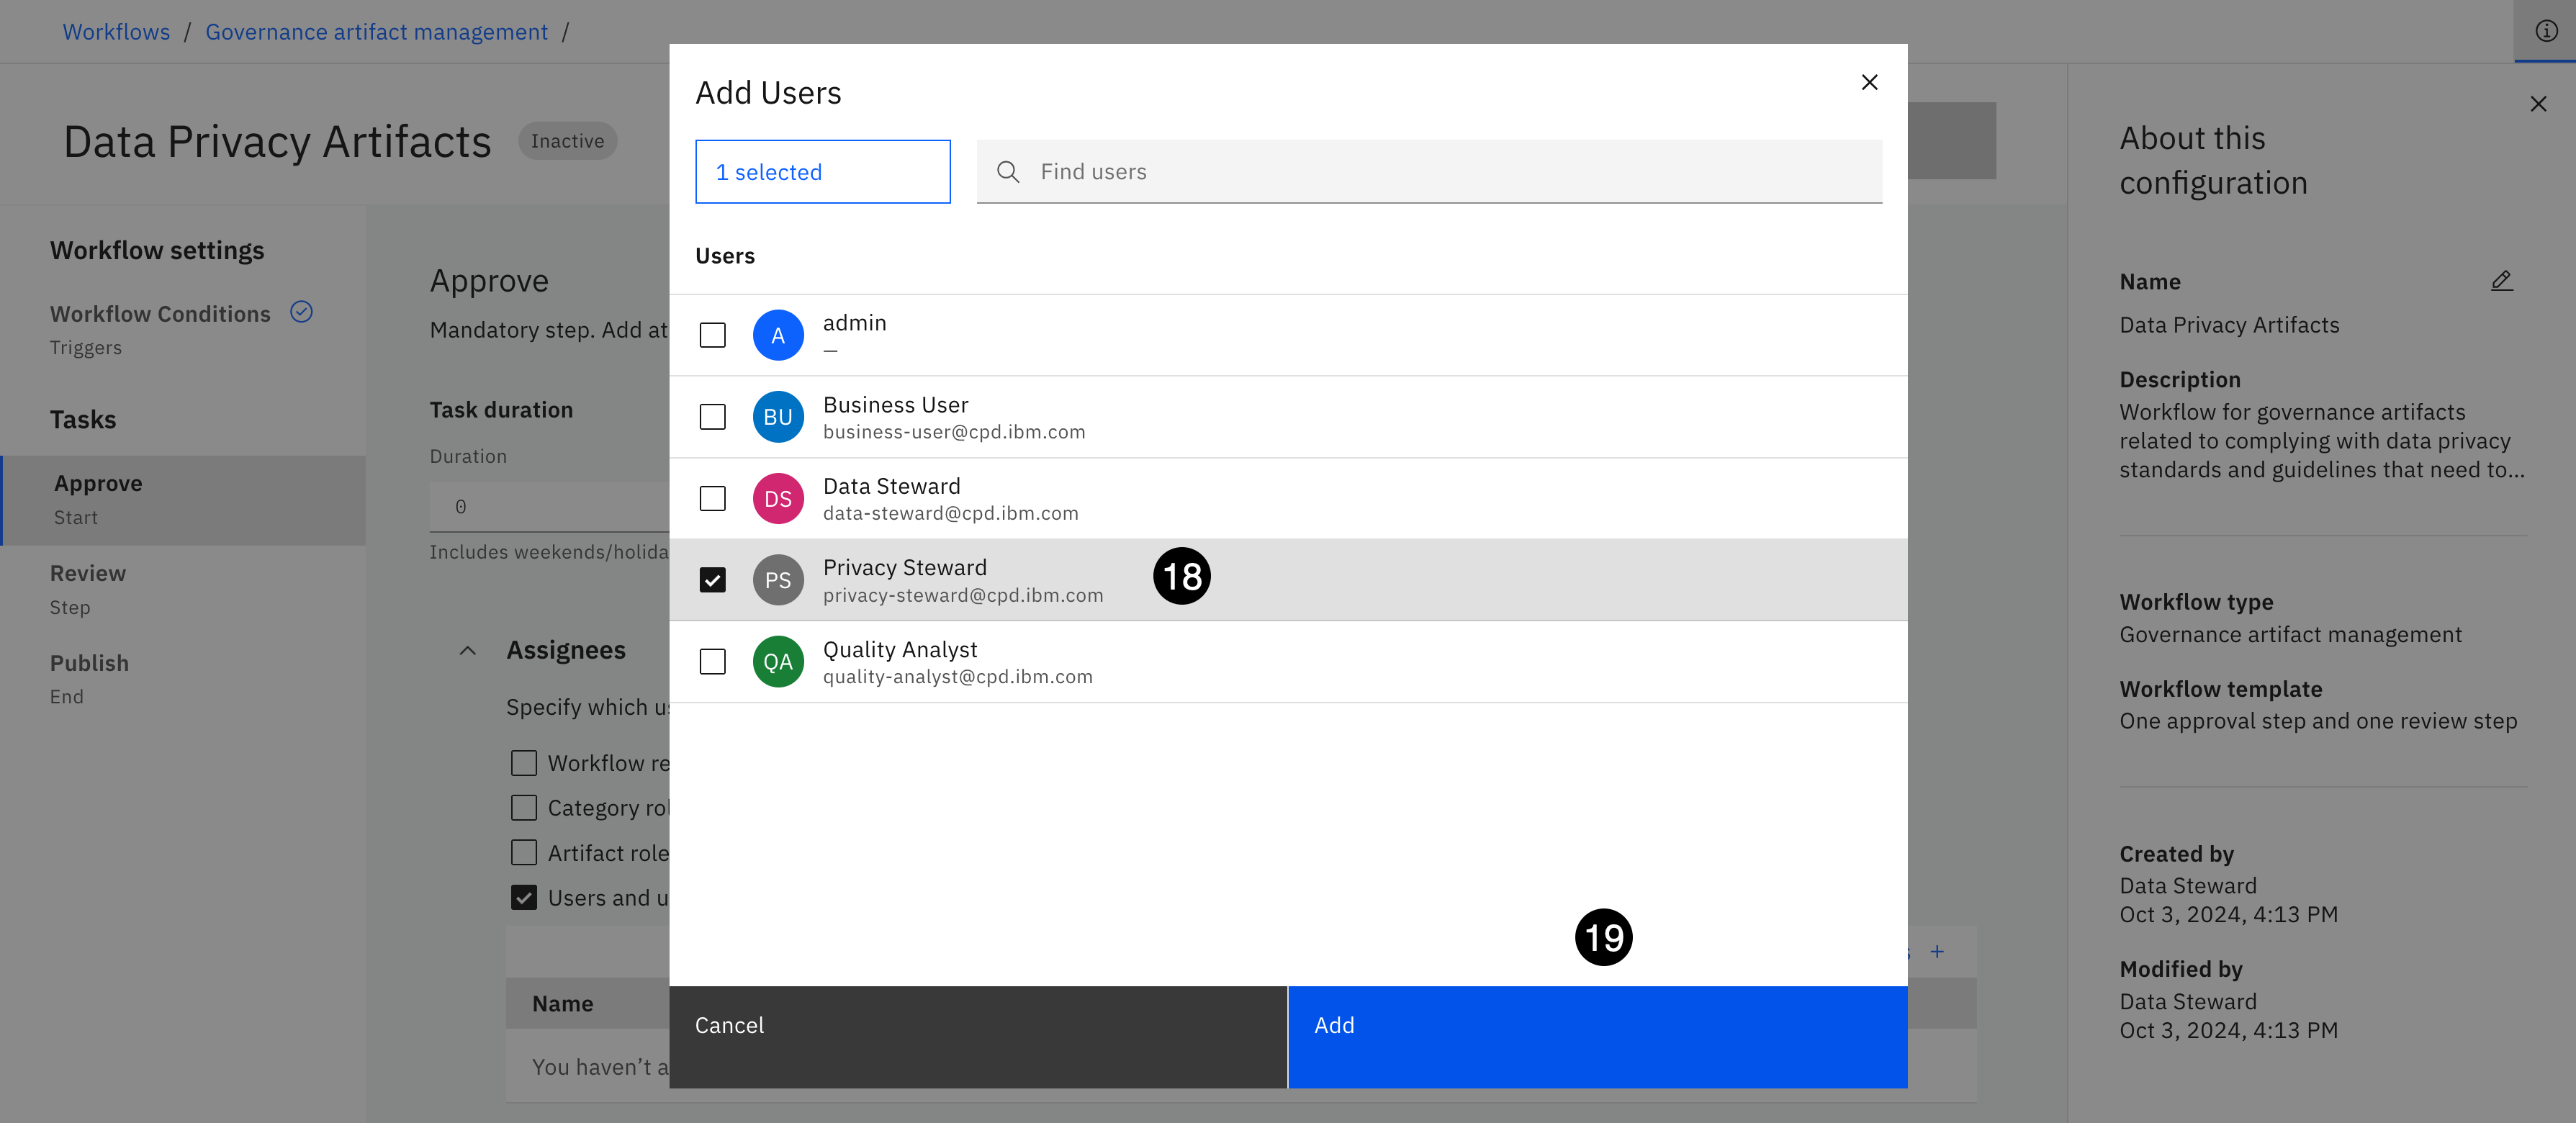 Workflows / Governance artifact management /
Data Privacy Artifacts Inactive
Workflow settings
Workflow Conditions
Triggers
Tasks
Approve
Start
Review
Step
Publish
End
Approve
Mandatory step. Add at
Task duration
Duration
0
Includes weekends/holida
Assignees
Specify which
Workflow re
Category rol
Artifact role
Users and u
+
Name
You haven't a
Add Users
1 selected
Find users
Users
A admin
—
BU Business User
business-user@cpd.ibm.com
DS Data Steward
data-steward@cpd.ibm.com
PS Privacy Steward
privacy-steward@cpd.ibm.com
18
QA Quality Analyst
quality-analyst@cpd.ibm.com
19
Cancel
Add
About this
configuration
Name
Data Privacy Artifacts
Description
Workflow for governance artifacts
related to complying with data privacy
standards and guidelines that need to...
Workflow type
Governance artifact management
Workflow template
One approval step and one review step
Created by
Data Steward
Oct 3, 2024, 4:13 PM
Modified by
Data Steward
Oct 3, 2024, 4:13 PM